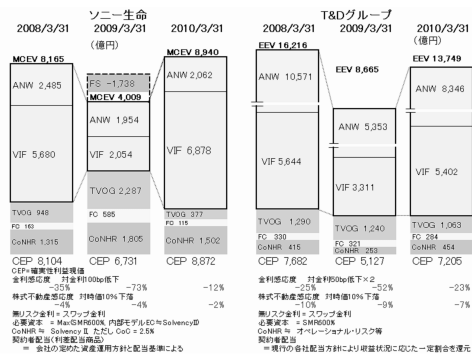 ソニー生命
2008/3/31 2009/3/31 2010/3/31
(億円)
MCEV 8,165 MCEV 8,940
ANW 2,485 FS −1,738 ANW 2,062
MCEV 4,009
ANW 1,954
VIF 5,680 VIF 2,054 VIF 6,878
TVOG 2,287
TVOG 948 FC 585 TVOG 377
FC 163 FC 115
CoNHR 1,315 CoNHR 1,805 CoNHR 1,502
CEP 8,104 CEP 6,731 CEP 8,872
CEP=確実性利益現価
金利感応度 対金利100bp低下
−35% −73% −12%
株式不動産感応度 対時価10%下落
−4% −4% −2%
無リスク金利 = スワップ金利
必要資本 = Max(SMR600%, 内部モデルEC≒SolvencyⅡ)
CoNHR ≒ Solvency Ⅱ ただし CoC = 2.5%
契約者配当(利差配当商品)
= 会社の定めた資産運用方針と配当基準による
T&Dグループ
2008/3/31 2009/3/31 2010/3/31
(億円)
EEV 16,216 EEV 8,665 EEV 13,749
ANW 10,571 ANW 5,353 ANW 8,346
VIF 5,644 VIF 3,311 VIF 5,402
TVOG 1,290 TVOG 1,240 TVOG 1,063
FC 330 FC 321 FC 284
CoNHR 415 CoNHR 253 CoNHR 454
CEP 7,682 CEP 5,127 CEP 7,205
金利感応度 対金利50bp低下×2
−25% −52% −23%
株式不動産感応度 対時価10%下落
−10% −9% −7%
無リスク金利 = スワップ金利
必要資本 = SMR600%
CoNHR ≒ オペレーショナル・リスク等
契約者配当
=現行の各社配当方針により収益状況に応じた一定割合を還元